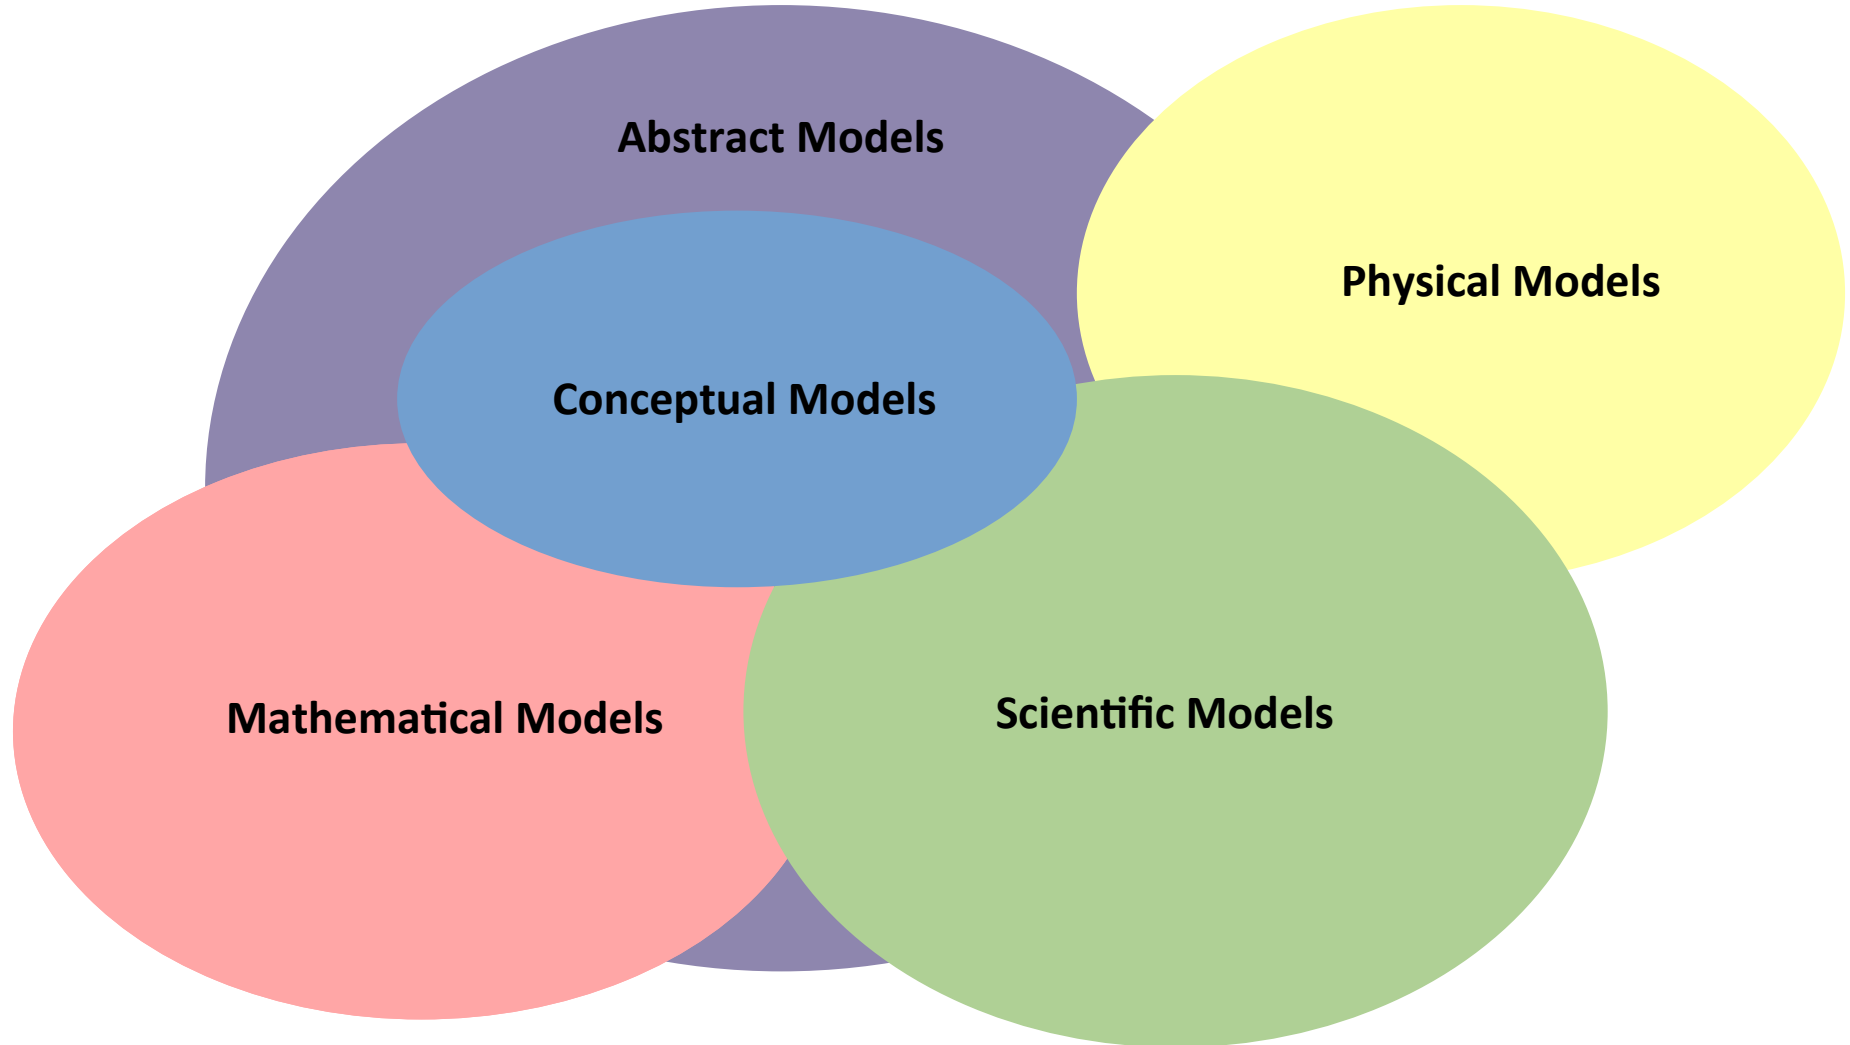 Abstract Models
Physical Models
Conceptual Models
Mathematical Models
Scientific Models